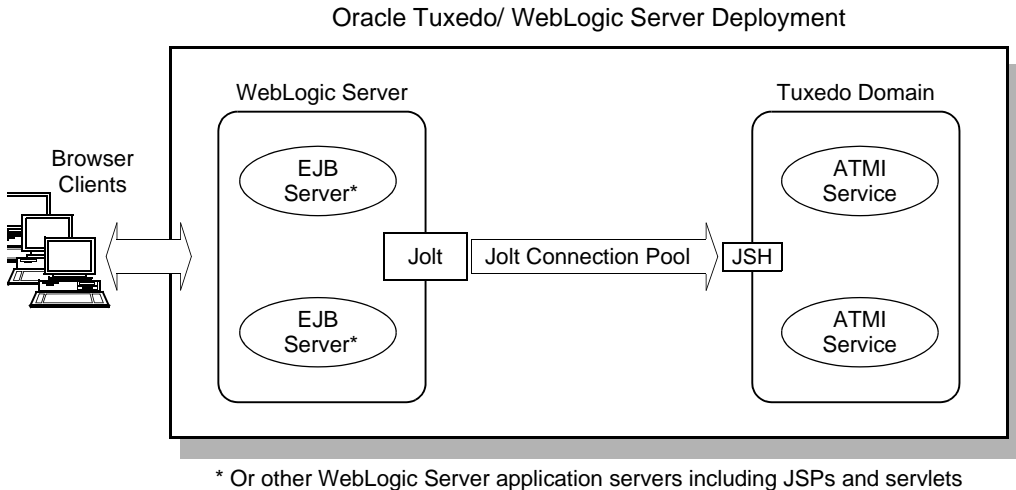 Oracle Tuxedo/ WebLogic Server Deployment
WebLogic Server
Tuxedo Domain
Browser
Clients
EJB
Server*
ATMI
Service
Jolt
Jolt Connection Pool
JSH
EJB
Server*
ATMI
Service
* Or other WebLogic Server application servers including JSPs and servlets